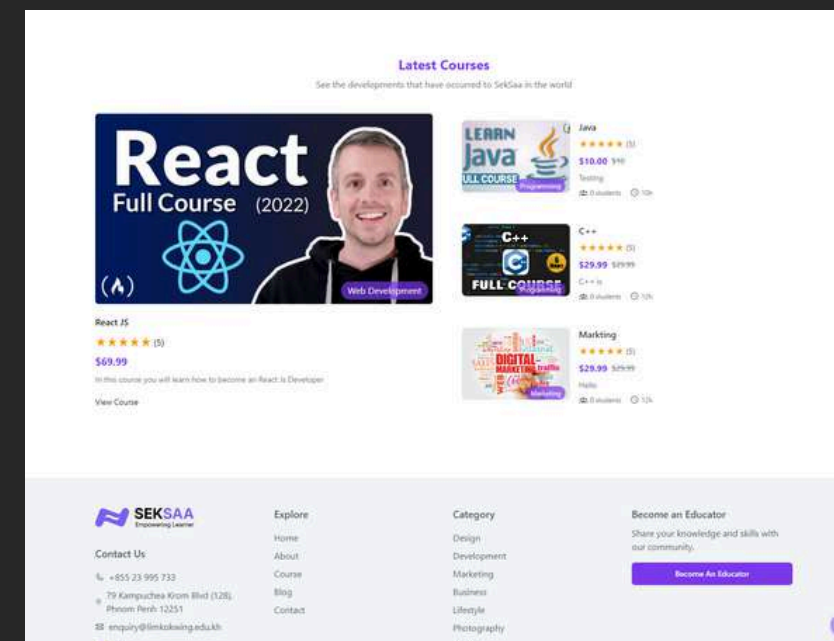 Latest Courses
See the developments that have occurred to SekSaa in the world
React
Full Course (2022)
Web Development
React JS
★★★★★ (5)
$69.99
In this course you will learn how to become an React Js Developer
View Course
LEARN
Java
FULL COURSE
Programming
Java
★★★★★ (5)
$10.00 $10
Testing
0 students 10h
C++
FULL COURSE
Programming
C++
★★★★★ (5)
$29.99 $29.99
C++ is
0 students 12h
DIGITAL-
MARKETING traffic
WEB
Marketing
Markting
★★★★★ (5)
$29.99 $29.99
Hello
0 students 12h
SEKSAA
Empowering Learner
Contact Us
+855 23 995 733
79 Kampuchea Krom Blvd (128),
Phnom Penh 12251
enquiry@limkokwing.edu.kh
Explore
Home
About
Course
Blog
Contact
Category
Design
Development
Marketing
Business
Lifestyle
Photography
Become an Educator
Share your knowledge and skills with
our community.
Become An Educator